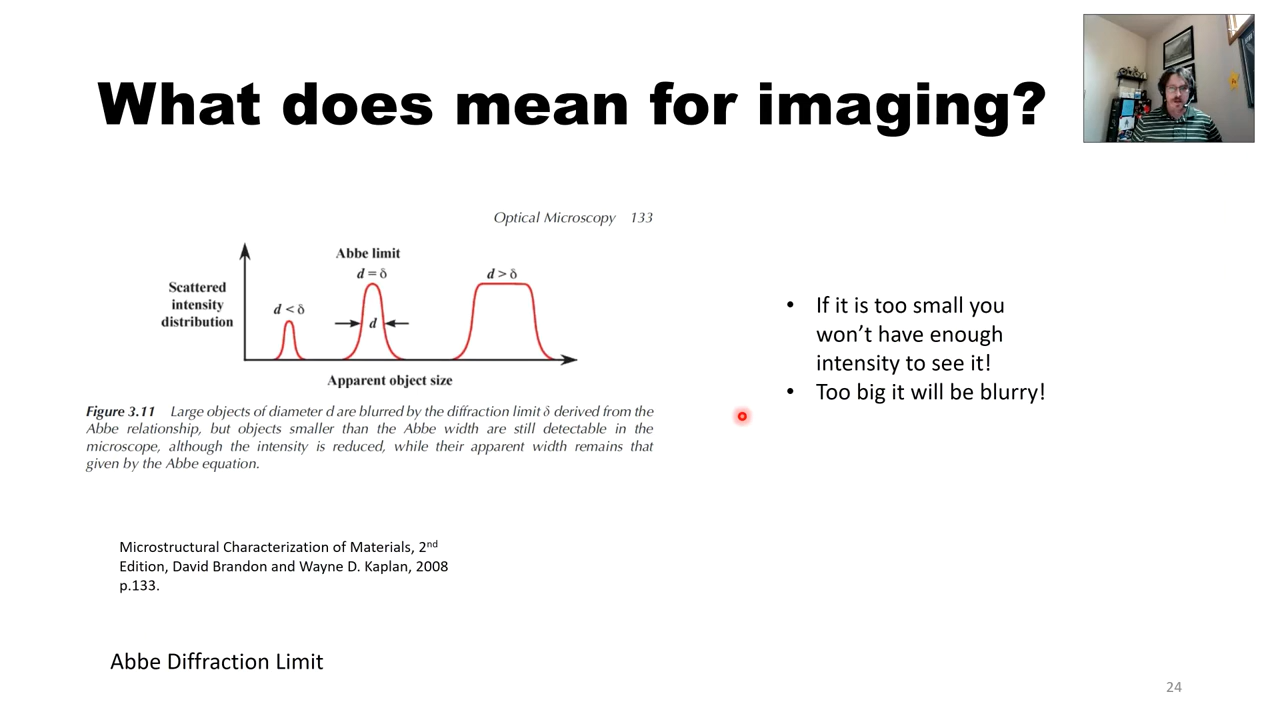 What does mean for imaging?
Optical Microscopy 133
Abbe limit
d = δ
d > δ
d < δ
d
Scattered
intensity
distribution
Apparent object size
Figure 3.11 Large objects of diameter d are blurred by the diffraction limit δ derived from the
Abbe relationship, but objects smaller than the Abbe width are still detectable in the
microscope, although the intensity is reduced, while their apparent width remains that
given by the Abbe equation.
• If it is too small you
won’t have enough
intensity to see it!
• Too big it will be blurry!
Microstructural Characterization of Materials, 2nd
Edition, David Brandon and Wayne D. Kaplan, 2008
p.133.
Abbe Diffraction Limit
24